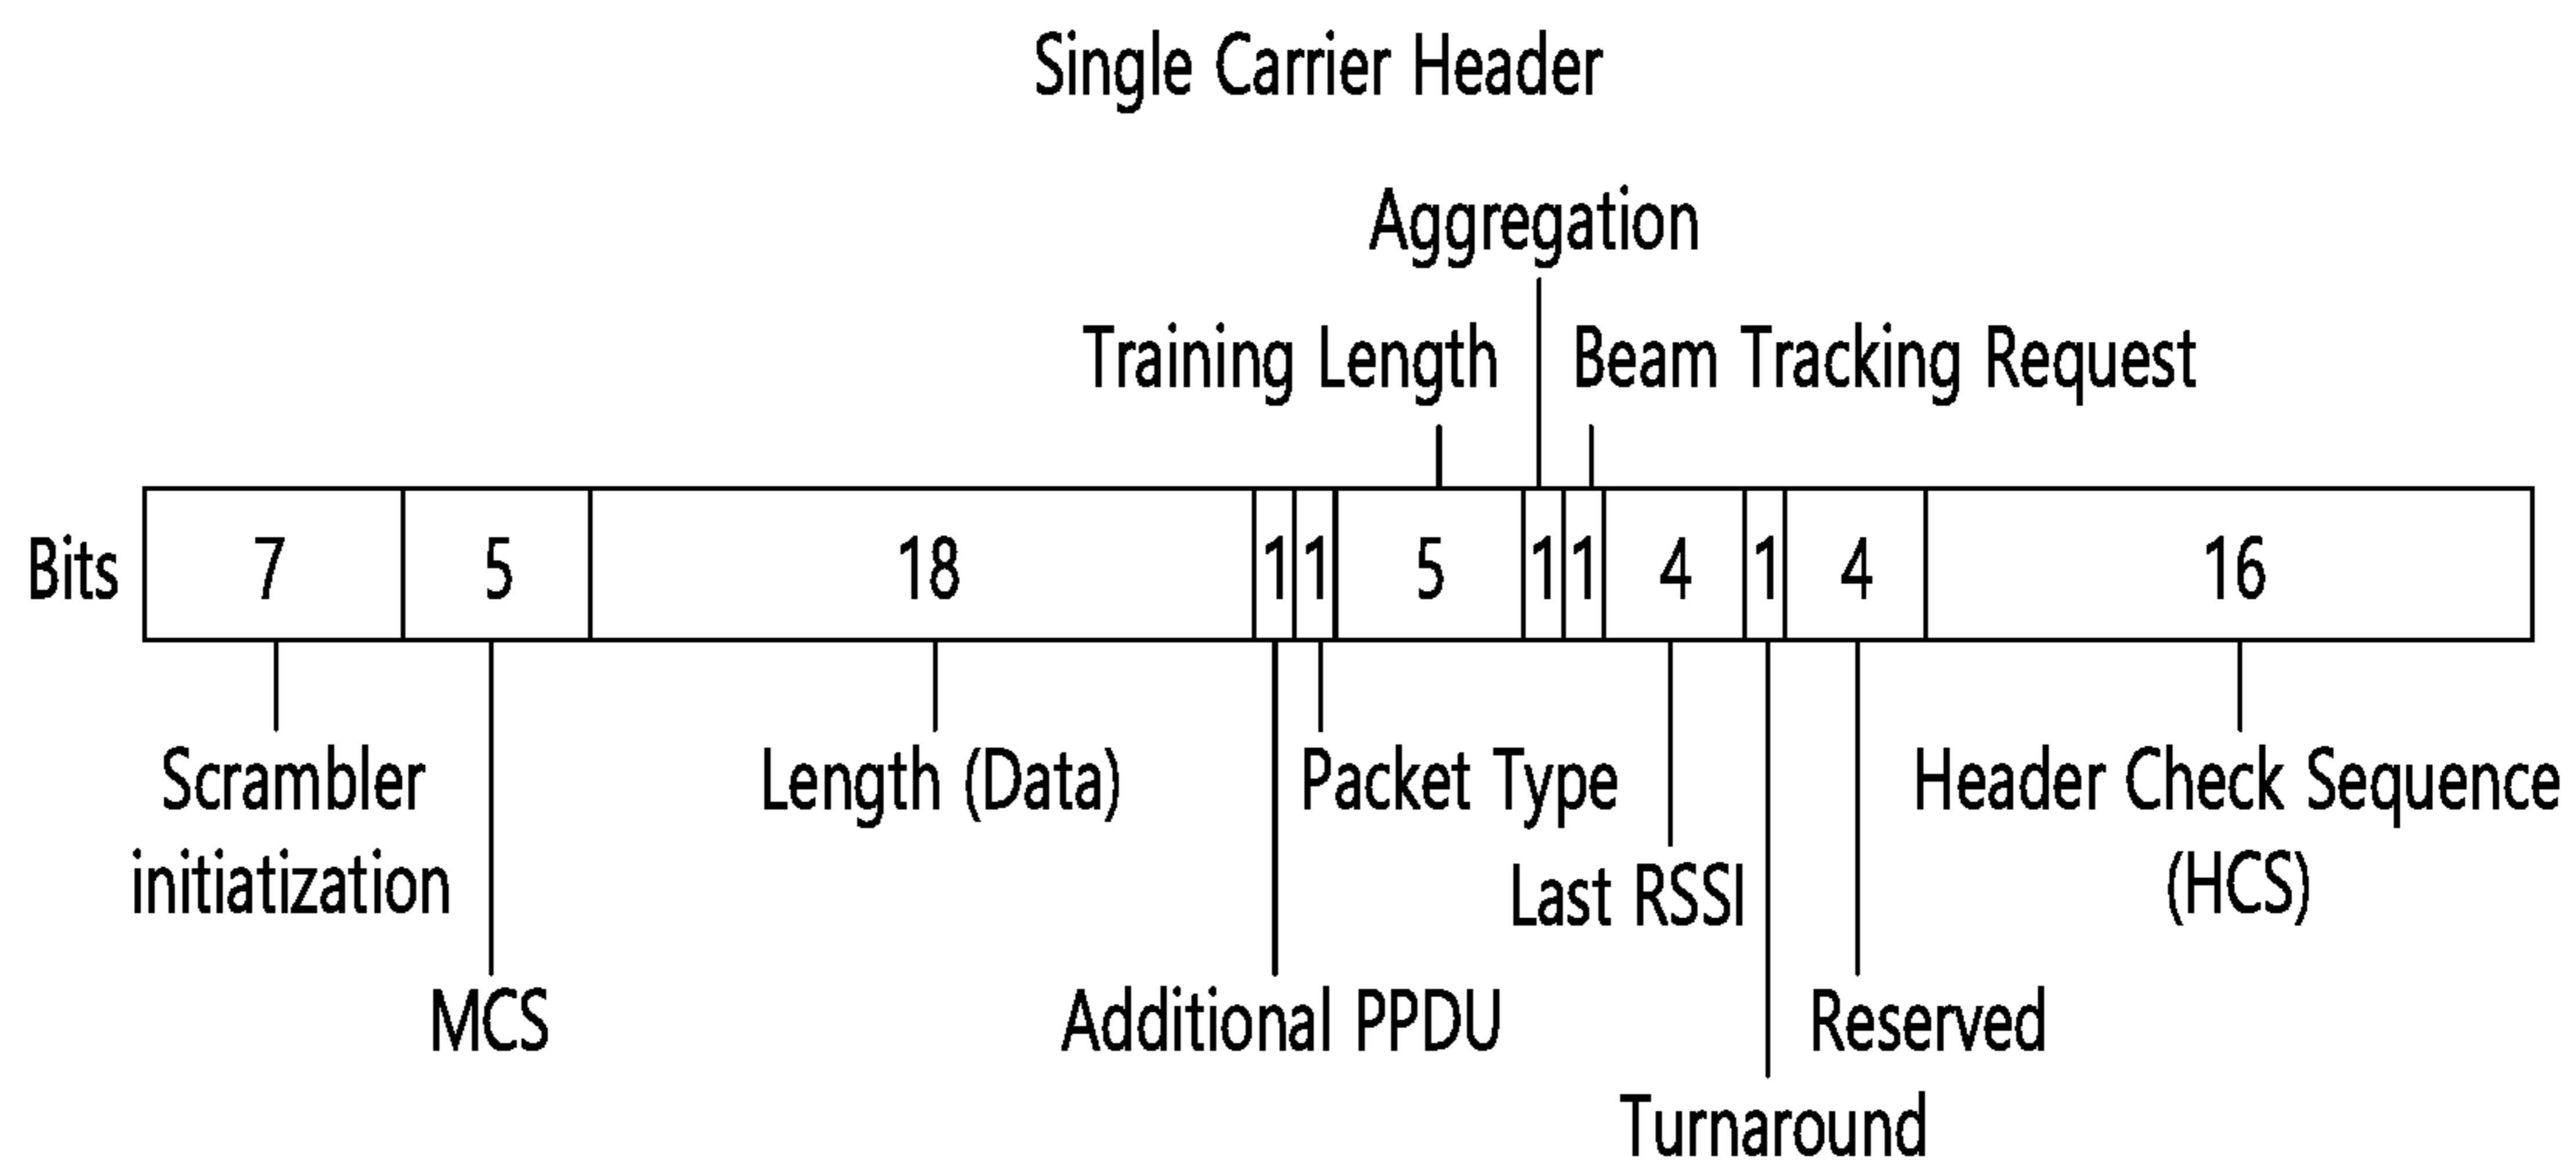 Single Carrier Header
Aggregation
Training Length Beam Tracking Request
Bits 7 5 18 1 1 5 1 1 4 1 4 16
Scrambler
initiatization
Length (Data)
Packet Type
Header Check Sequence
(HCS)
Last RSSI
MCS
Additional PPDU
Reserved
Turnaround